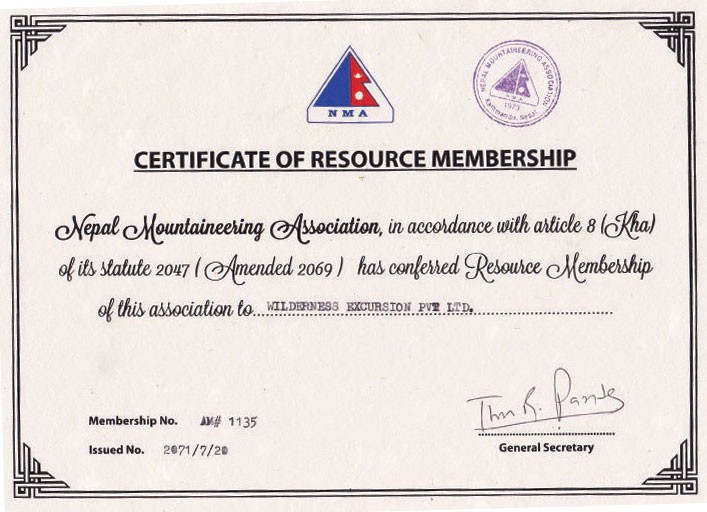 NMA
NEPAL MOUNTAINEERING ASSOCIATION
N M A
1973
Kathmandu, Nepal
CERTIFICATE OF RESOURCE MEMBERSHIP
Nepal Mountaineering Association, in accordance with article 8 (Kha)
of its statute 2047 ( Amended 2069 ) has conferred Resource Membership
of this association to WILDERNESS EXCURSION PVT LTD.
Membership No. AM# 1135
Issued No. 2071/7/20
General Secretary